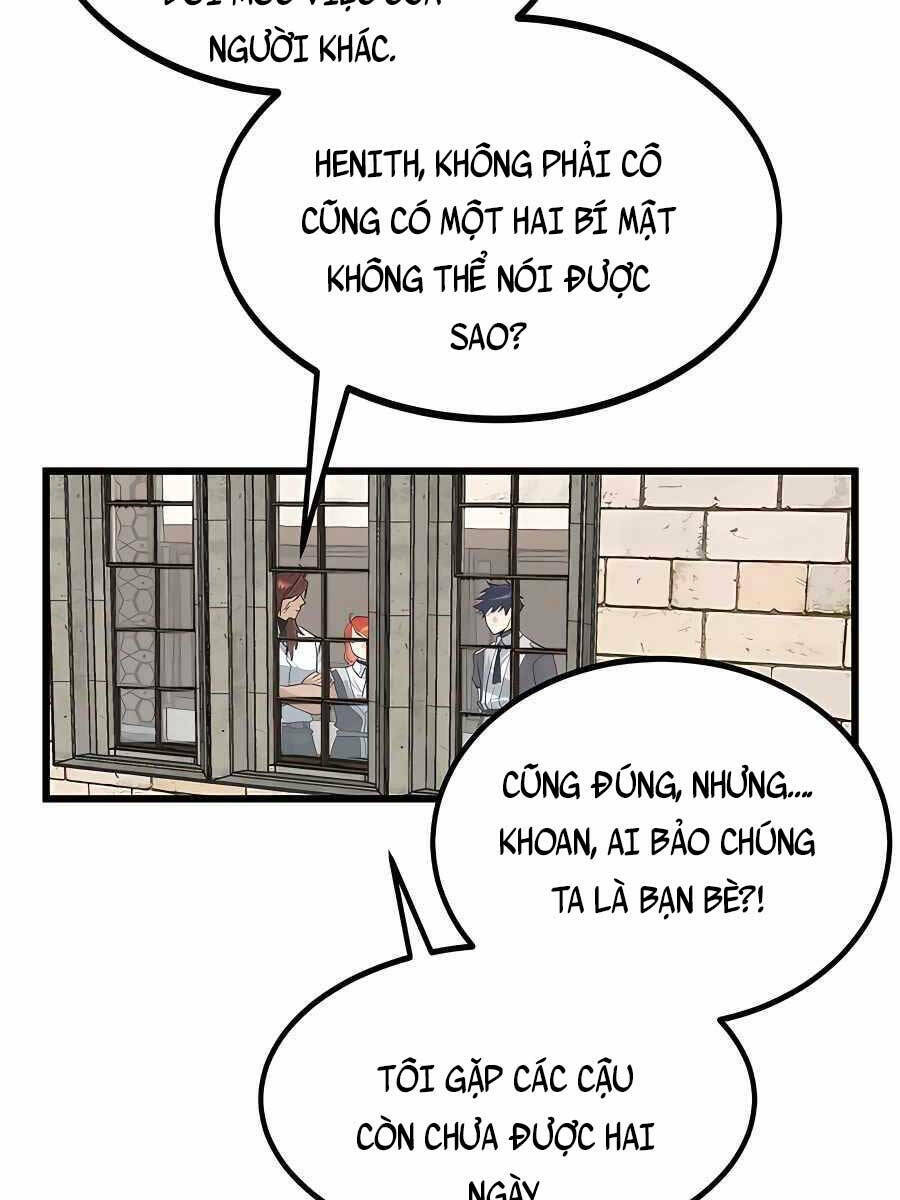 NGƯỜI KHÁC.
HENITH, KHÔNG PHẢI CÔ
CŨNG CÓ MỘT HAI BÍ MẬT
KHÔNG THỂ NÓI ĐƯỢC
SAO?
CŨNG ĐÚNG, NHƯNG....
KHOAN, AI BẢO CHÚNG
TA LÀ BẠN BÈ?!
TÔI GẶP CÁC CẬU
CÒN CHƯA ĐƯỢC HAI
NGÀY